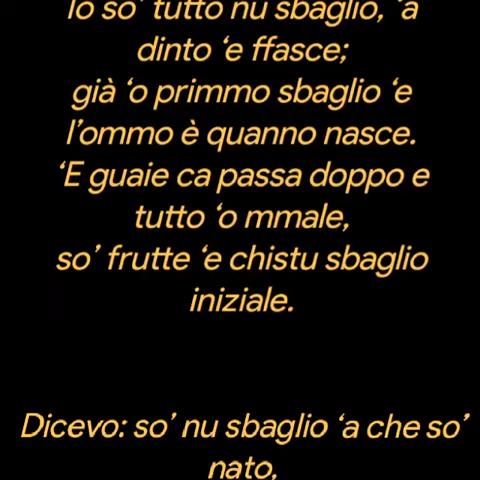 Io so’ tutto nu sbaglio, ‘a
dinto ‘e ffasce;
già ‘o primmo sbaglio ‘e
l’ommo è quanno nasce.
‘E guaie ca passa doppo e
tutto ‘o mmale,
so’ frutte ‘e chistu sbaglio
iniziale.
Dicevo: so’ nu sbaglio ‘a che so’
nato,